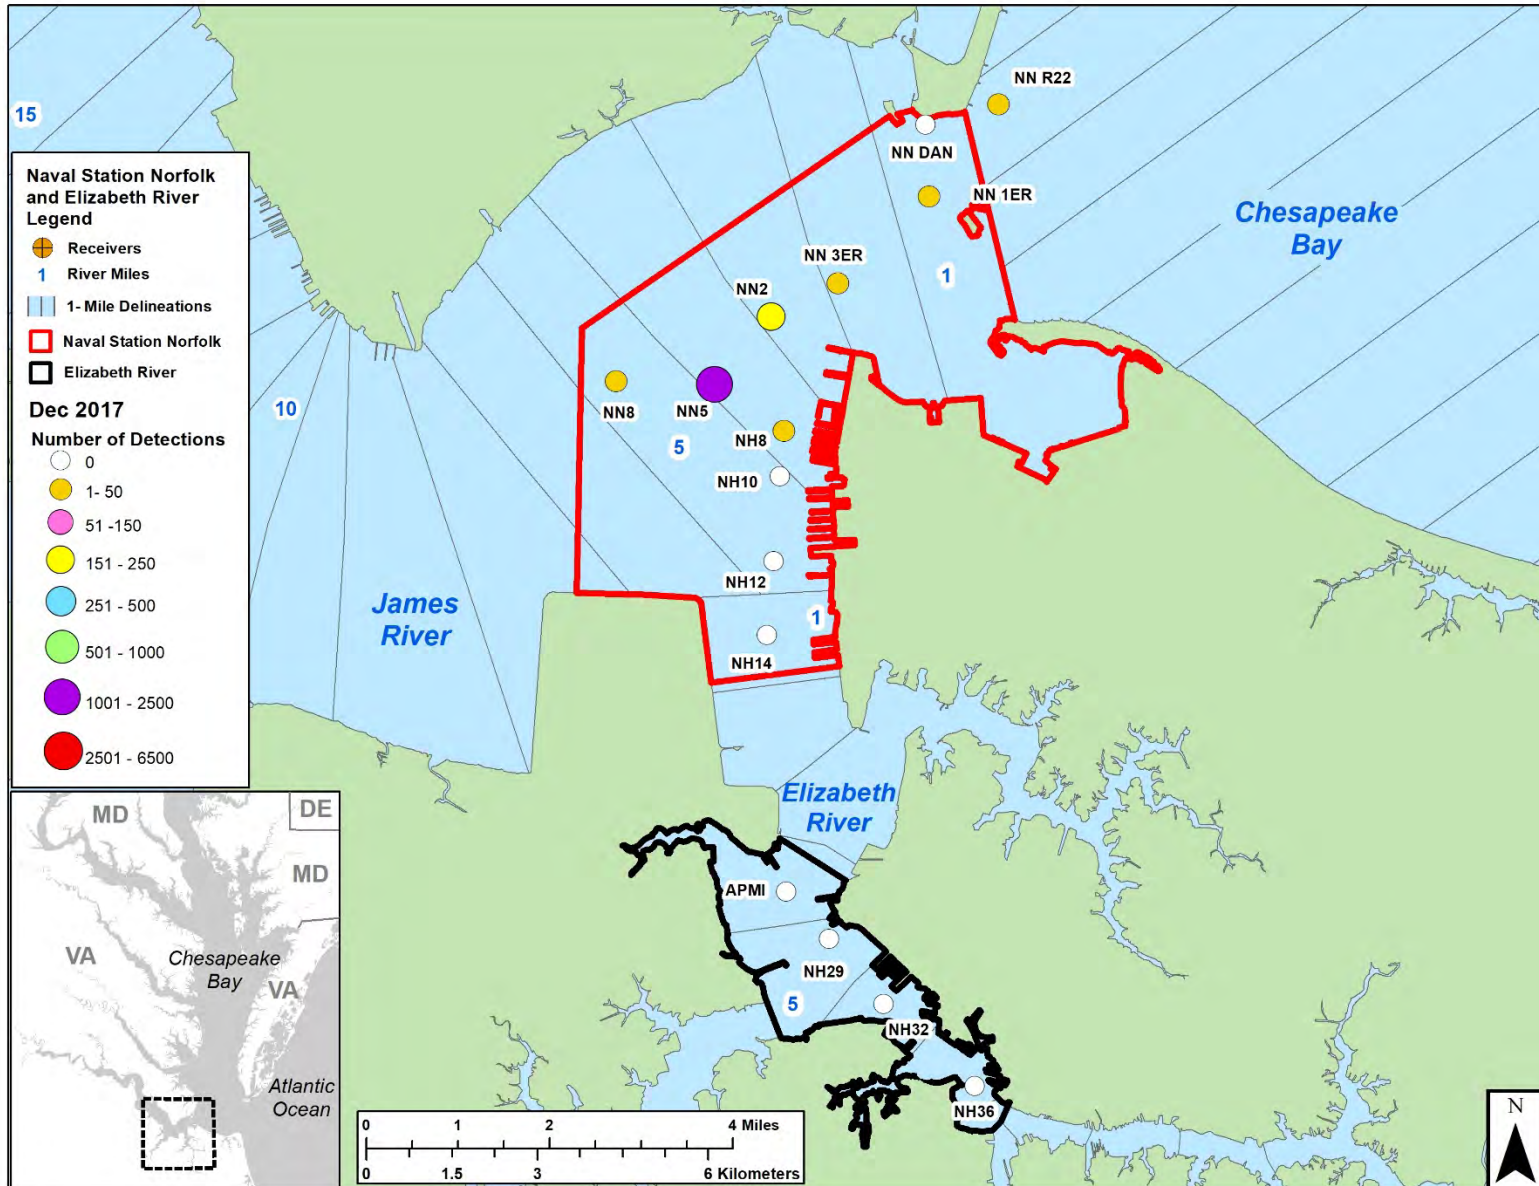 NN R22
15
NN DAN
Naval Station Norfolk
and Elizabeth River
Legend
Receivers
1 River Miles
1- Mile Delineations
Naval Station Norfolk
Elizabeth River
Dec 2017
Number of Detections
0
1- 50
51 -150
151 - 250
251 - 500
501 - 1000
1001 - 2500
2501 - 6500
NN 1ER
Chesapeake
Bay
NN 3ER
1
NN2
NN8
NN5
10
NH8
5
NH10
NH12
James
River
1
NH14
Elizabeth
River
APMI
NH29
5
NH32
NH36
MD
DE
MD
VA
Chesapeake
Bay
VA
Atlantic
Ocean
0 1 2 4 Miles
0 1.5 3 6 Kilometers
N